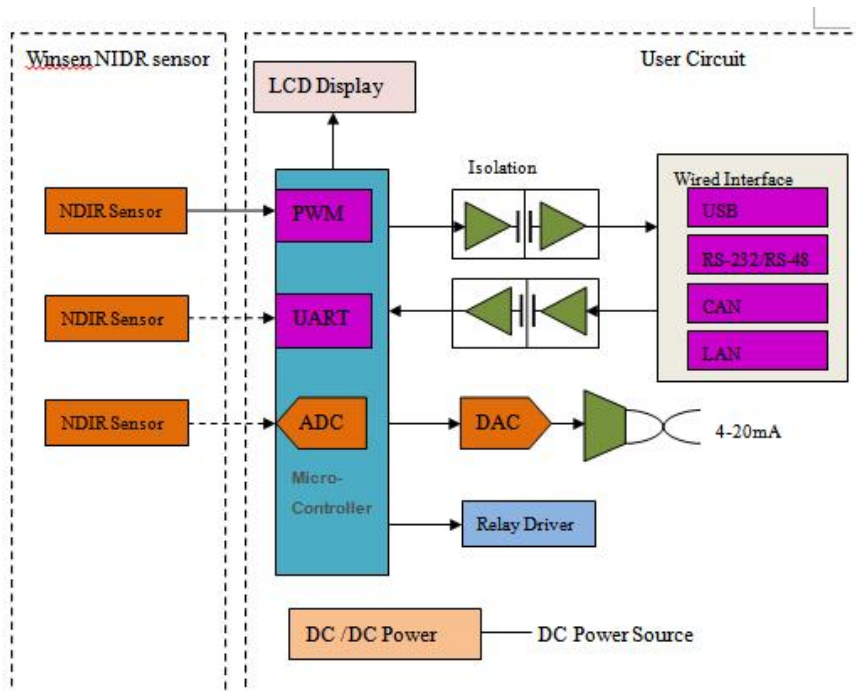 Winsen NIDR sensor
User Circuit
LCD Display
Isolation
Wired Interface
NDIR Sensor
PWM
USB
RS-232/RS-48
NDIR Sensor
UART
CAN
LAN
NDIR Sensor
ADC
DAC
4-20mA
Micro-
Controller
Relay Driver
DC /DC Power
DC Power Source